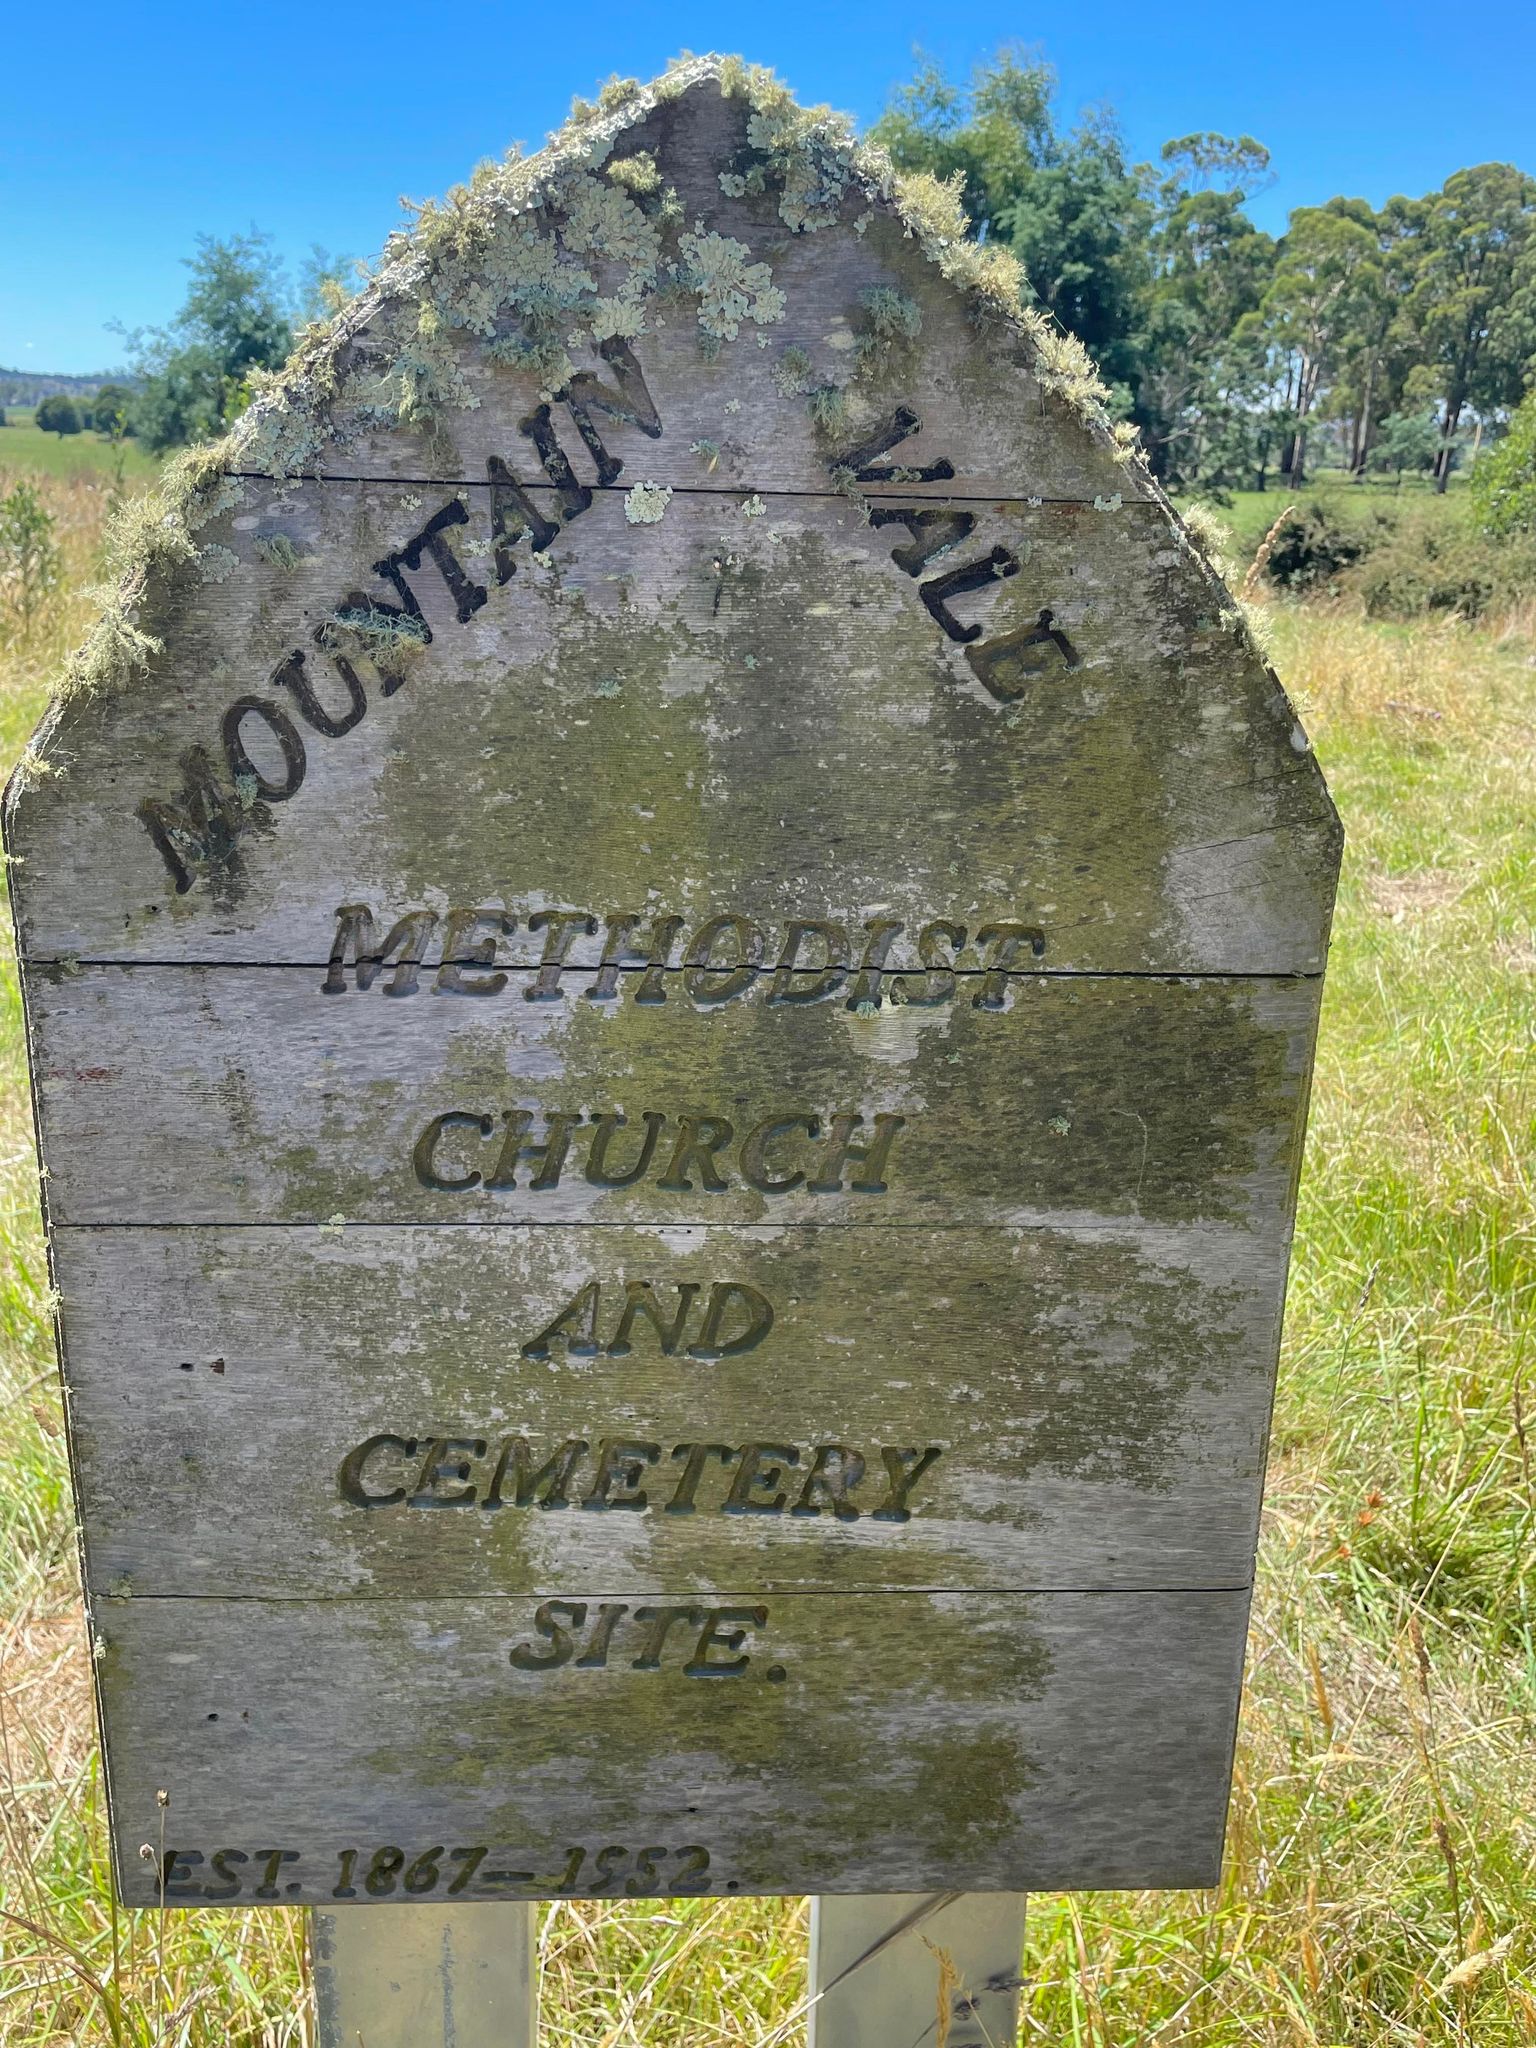 MOUNTAIN VALE
METHODIST
CHURCH
AND
CEMETERY
SITE.
EST. 1867-1952.